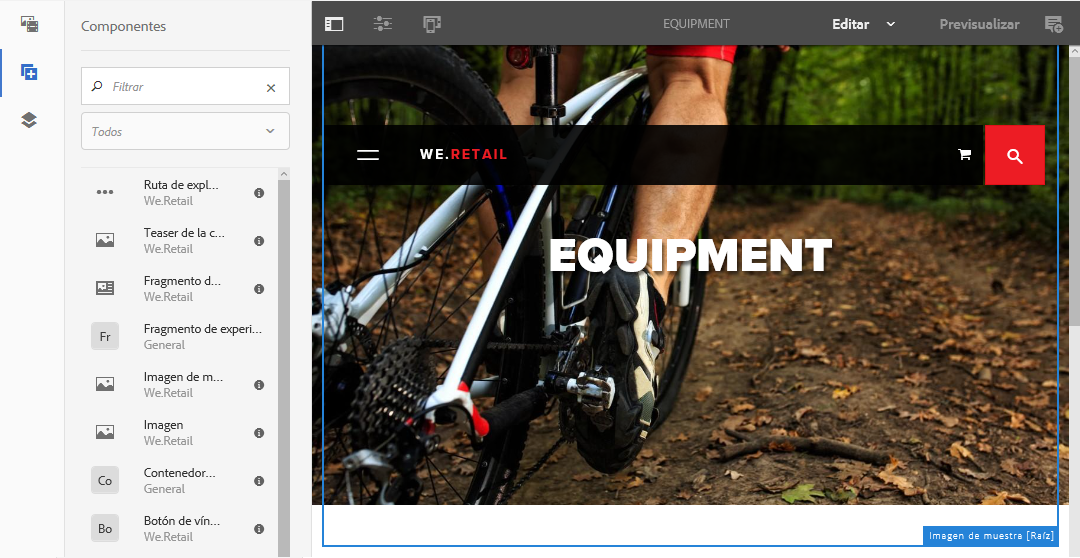 Componentes
Filtrar
Todos
Ruta de expl...
We.Retail
Teaser de la c...
We.Retail
Fragmento d...
We.Retail
Fr
Fragmento de experi...
General
Imagen de m...
We.Retail
Imagen
We.Retail
Co
Contenedor...
General
Bo
Botón de vín...
We.Retail
EQUIPMENT
Editar
Previsualizar
WE.RETAIL
EQUIPMENT
Imagen de muestra [Raíz]